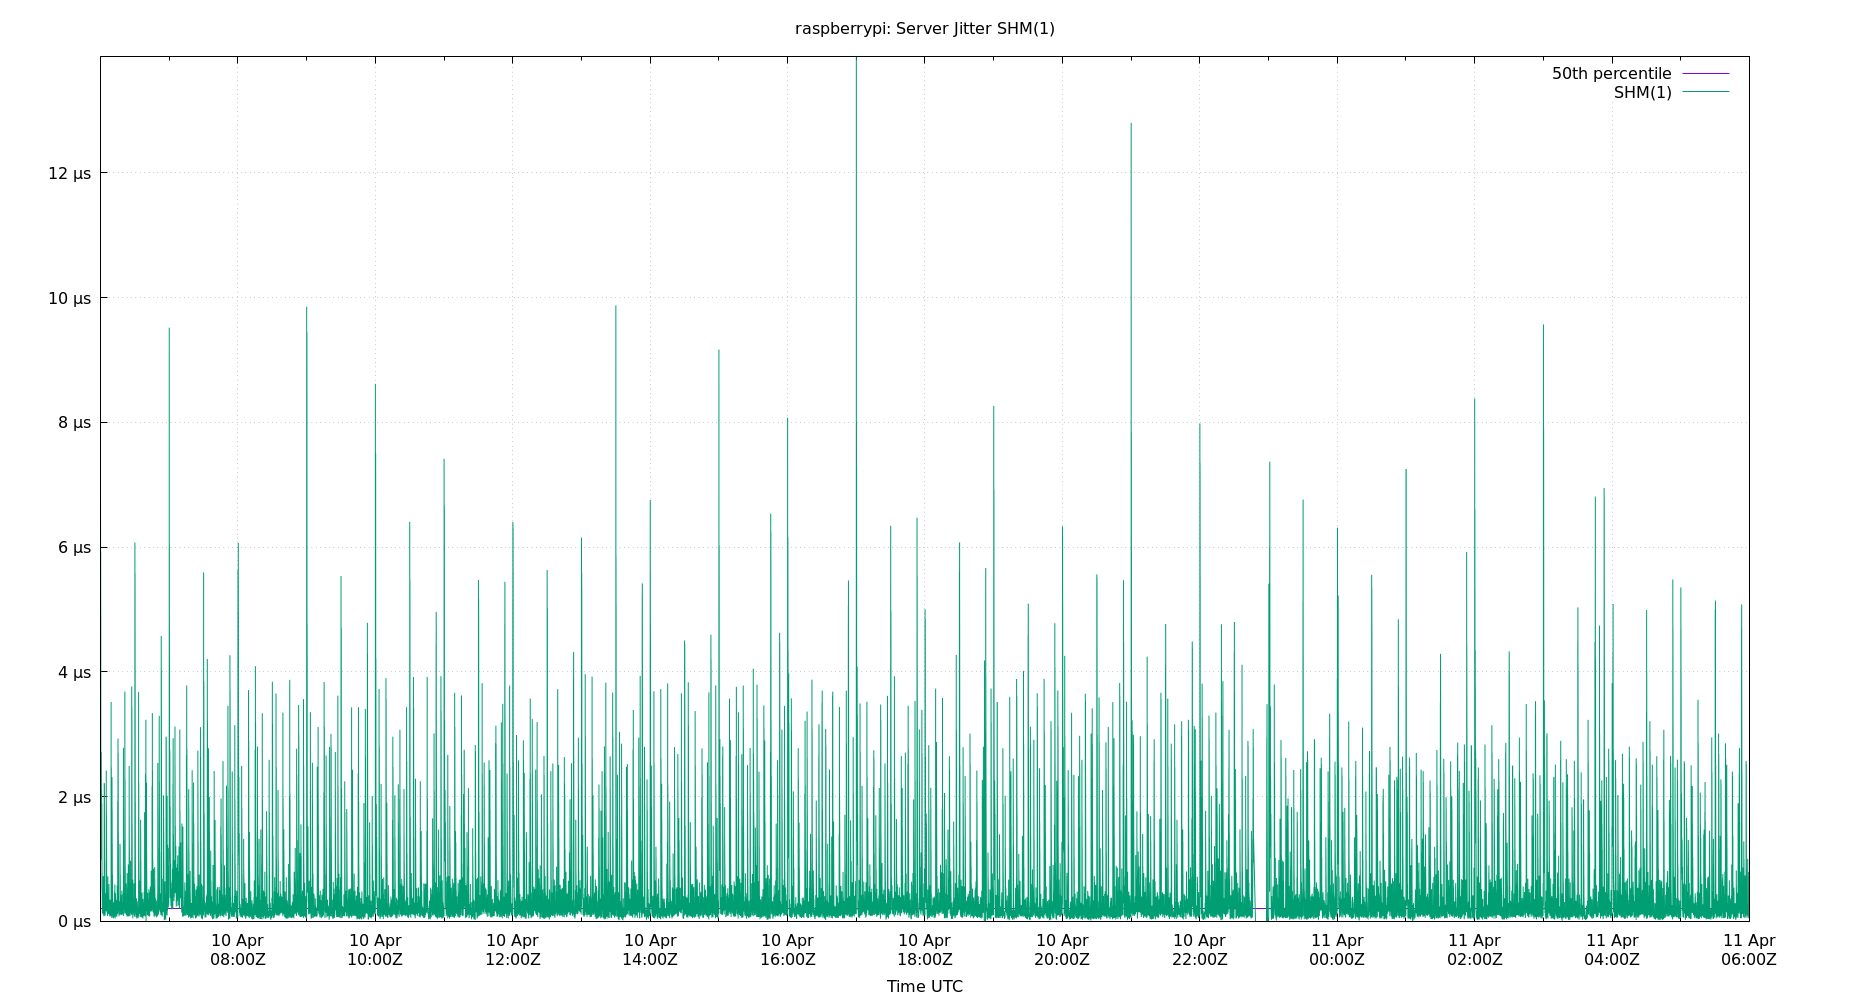 raspberrypi: Server Jitter SHM(1)
50th percentile
SHM(1)
12 µs
10 µs
8 µs
6 µs
4 µs
2 µs
0 µs
10 Apr 10 Apr 10 Apr 10 Apr 10 Apr 10 Apr 10 Apr 10 Apr 11 Apr 11 Apr 11 Apr 11 Apr
08:00Z 10:00Z 12:00Z 14:00Z 16:00Z 18:00Z 20:00Z 22:00Z 00:00Z 02:00Z 04:00Z 06:00Z
Time UTC